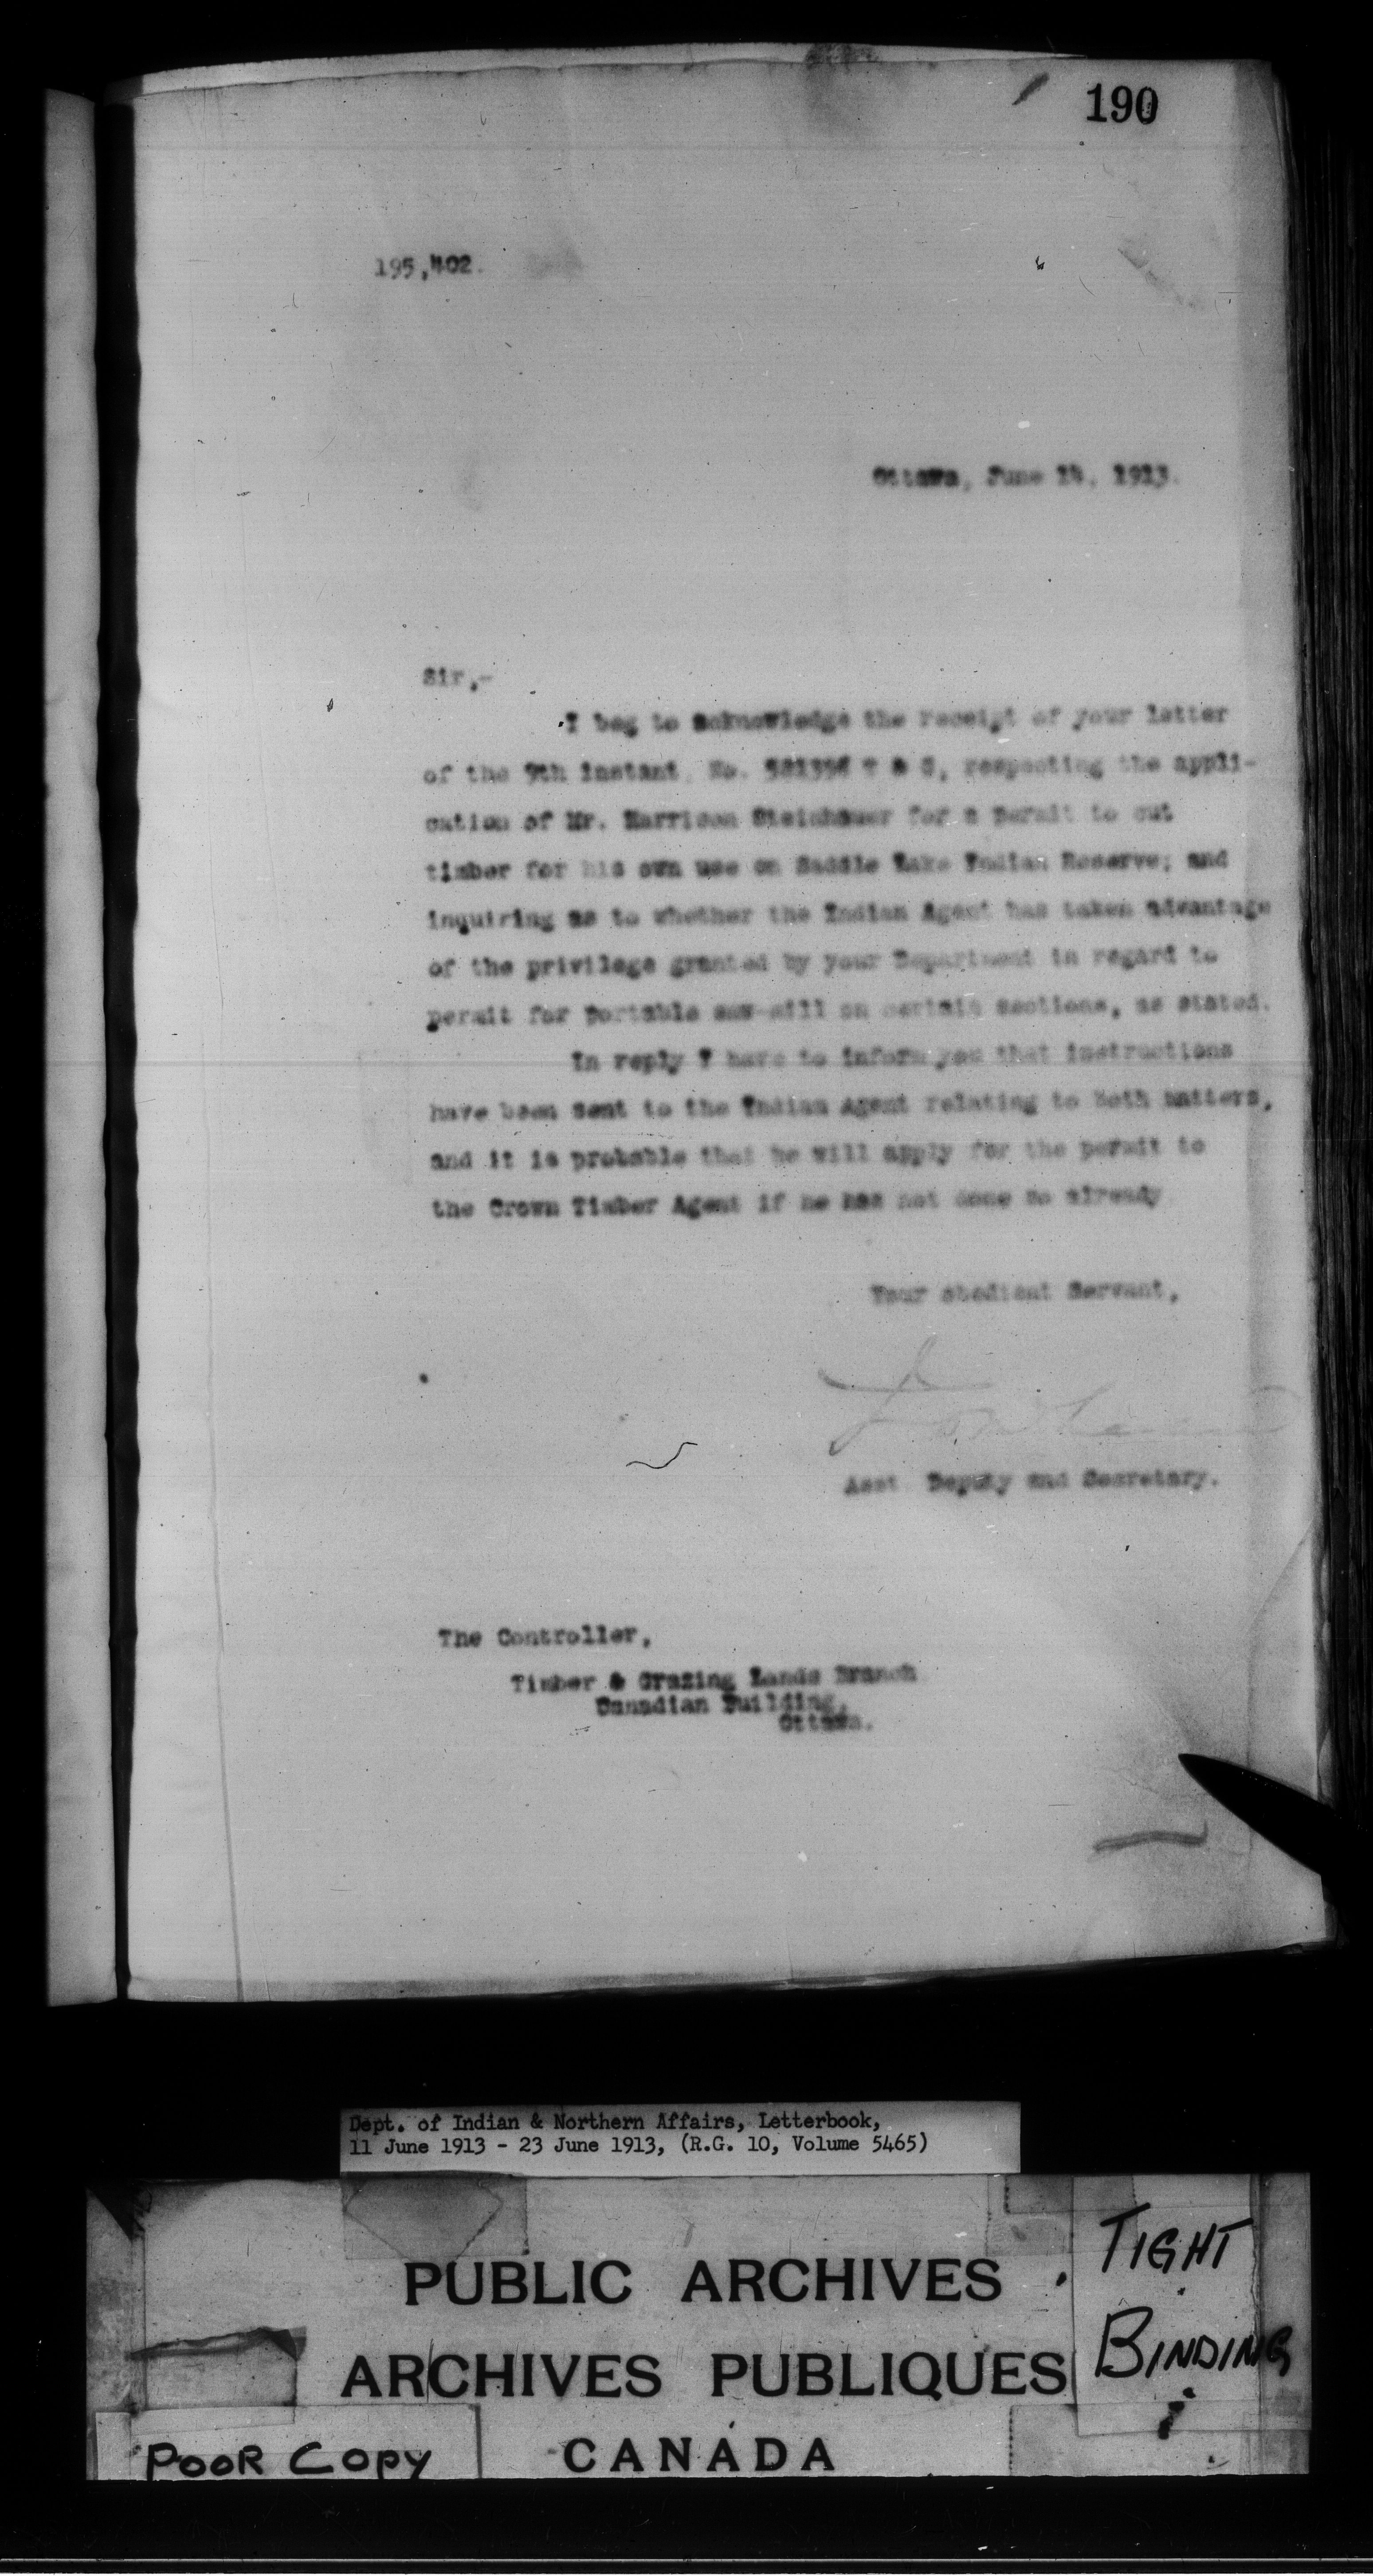 190
195,402.
Ottawa, June 14, 1913.
Sir,-
I beg to acknowledge the receipt of your letter
of the 9th instant, No. T & G, respecting the appli-
cation of Mr. Harrison Steinhauer for a permit to cut
timber for his own use on Saddle Lake Indian Reserve; and
inquiring as to whether the Indian Agent has taken advantage
of the privilege granted by your Department in regard to
permit for portable saw-mill on certain sections, as stated.
In reply I have to inform you that instructions
have been sent to the Indian Agent relating to both matters,
and it is probable that he will apply for the permit to
the Crown Timber Agent if he has not done so already
Your obedient Servant,
Asst. Deputy and Secretary.
The Controller,
Timber & Grazing Lands Branch
Canadian Building,
Ottawa.
Dept. of Indian & Northern Affairs, Letterbook,
11 June 1913 - 23 June 1913, (R.G. 10, Volume 5465)
TIGHT
BINDING
PUBLIC ARCHIVES
ARCHIVES PUBLIQUES
CANADA
POOR COPY